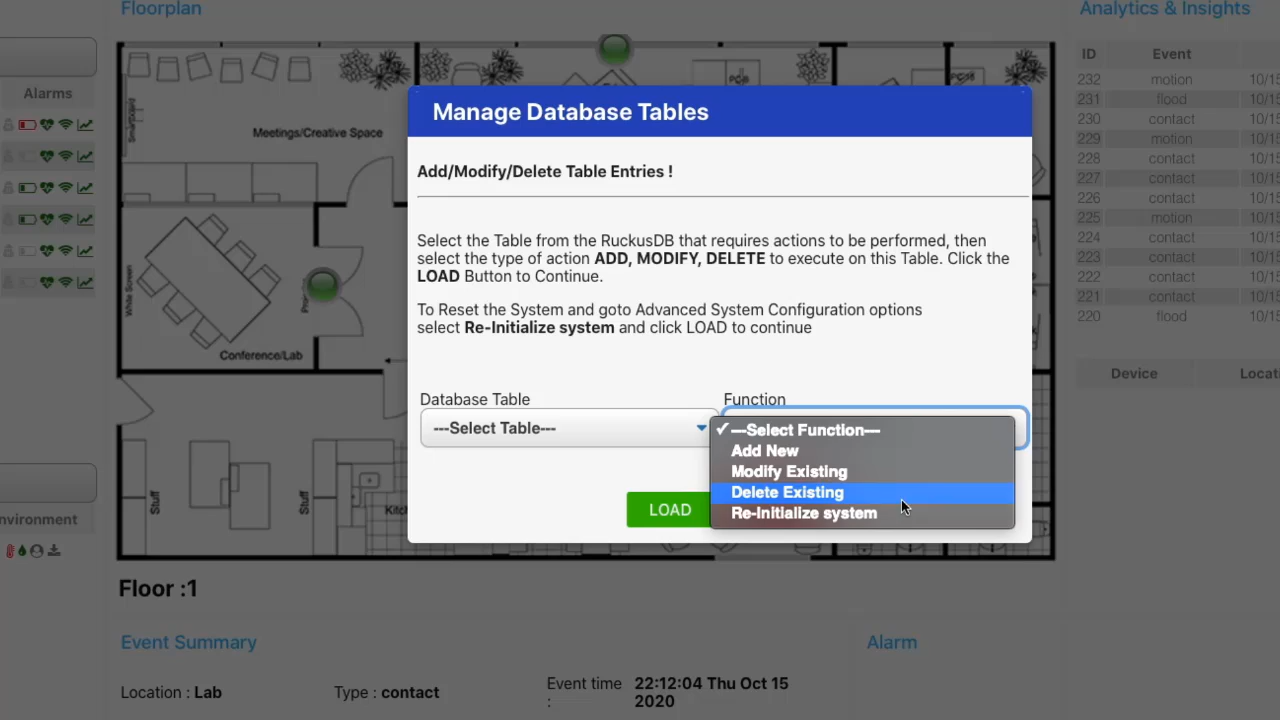 Floorplan
Analytics & Insights
ID Event
Alarms
232 motion 10/15
231 flood 10/15
230 contact 10/15
229 motion 10/15
228 contact 10/15
227 contact 10/15
226 contact 10/15
225 motion 10/15
224 contact 10/15
223 contact 10/15
222 contact 10/15
221 contact 10/15
220 flood 10/15
Device
Smartboard
Meetings/Creative Space
White Screen
Conference/Lab
Stuff
Stuff
Manage Database Tables
Add/Modify/Delete Table Entries !
Select the Table from the RuckusDB that requires actions to be performed, then
select the type of action ADD, MODIFY, DELETE to execute on this Table. Click the
LOAD Button to Continue.
To Reset the System and goto Advanced System Configuration options
select Re-Initialize system and click LOAD to continue
Database Table
Function
---Select Table---
✓---Select Function---
Add New
Modify Existing
Delete Existing
Re-Initialize system
LOAD
Floor :1
Event Summary
Alarm
Location : Lab
Type : contact
Event time
:
22:12:04 Thu Oct 15
2020